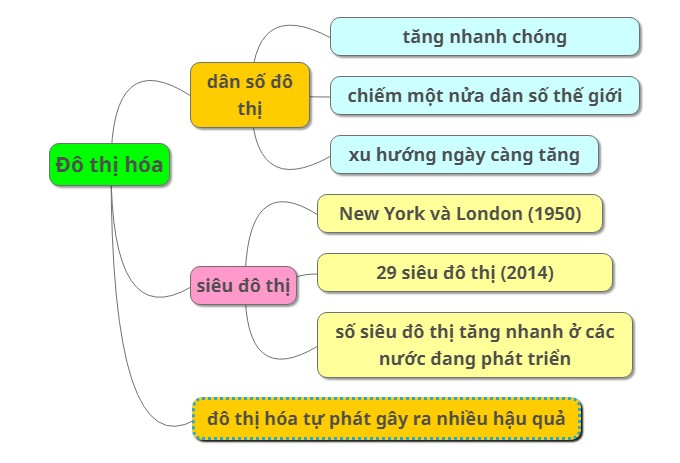 Đô thị hóa
dân số đô
thị
tăng nhanh chóng
chiếm một nửa dân số thế giới
xu hướng ngày càng tăng
siêu đô thị
New York và London (1950)
29 siêu đô thị (2014)
số siêu đô thị tăng nhanh ở các
nước đang phát triển
đô thị hóa tự phát gây ra nhiều hậu quả